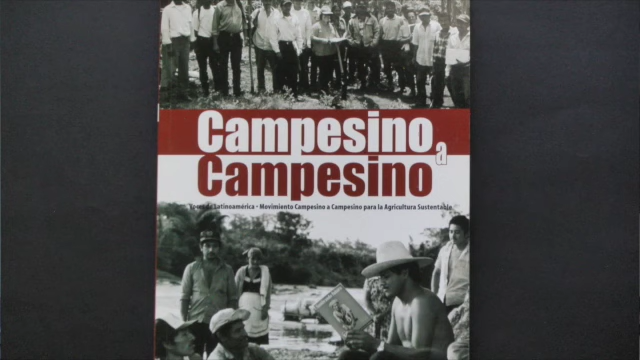 Campesino
a
Campesino
Latinoamérica • Movimiento Campesino a Campesino para la Agricultura Sustentable